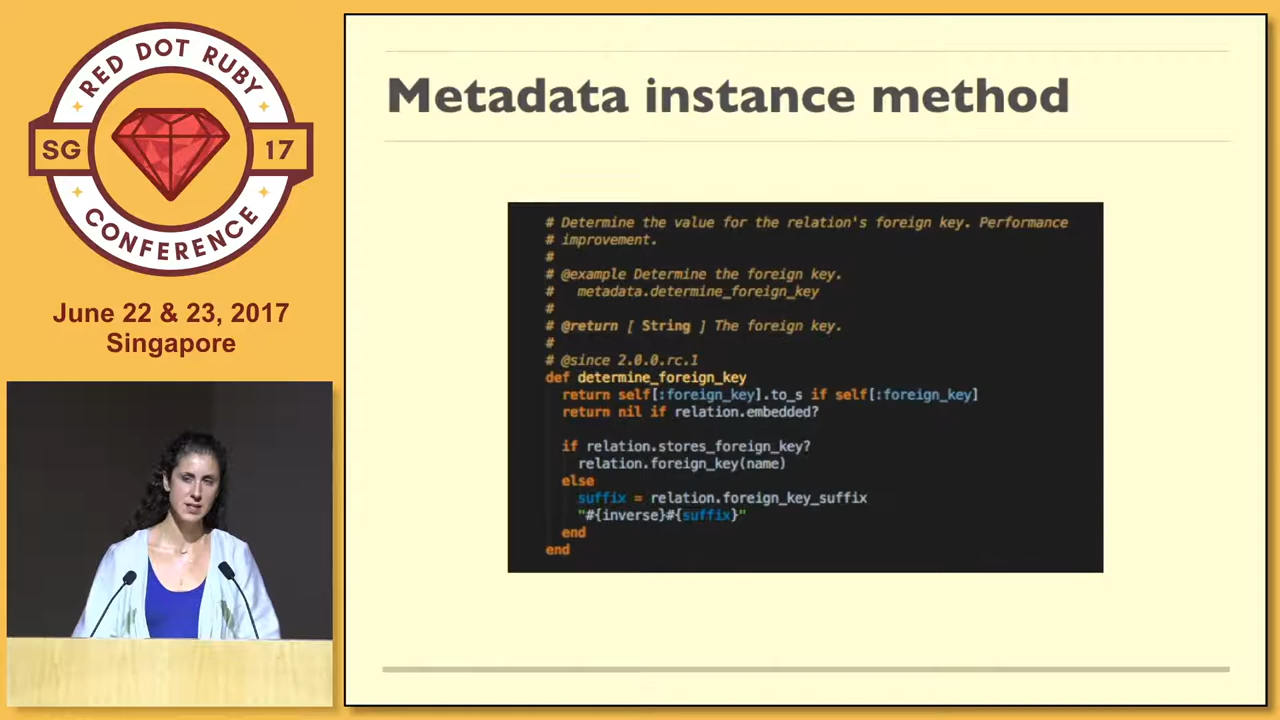 RED DOT RUBY
SG 17
CONFERENCE
June 22 & 23, 2017
Singapore
Metadata instance method
# Determine the value for the relation's foreign key. Performance
# improvement.
#
# @example Determine the foreign key.
#   metadata.determine_foreign_key
#
# @return [ String ] The foreign key.
#
# @since 2.0.0.rc.1
def determine_foreign_key
  return self[:foreign_key].to_s if self[:foreign_key]
  return nil if relation.embedded?

  if relation.stores_foreign_key?
    relation.foreign_key(name)
  else
    suffix = relation.foreign_key_suffix
    "#{inverse}#{suffix}"
  end
end